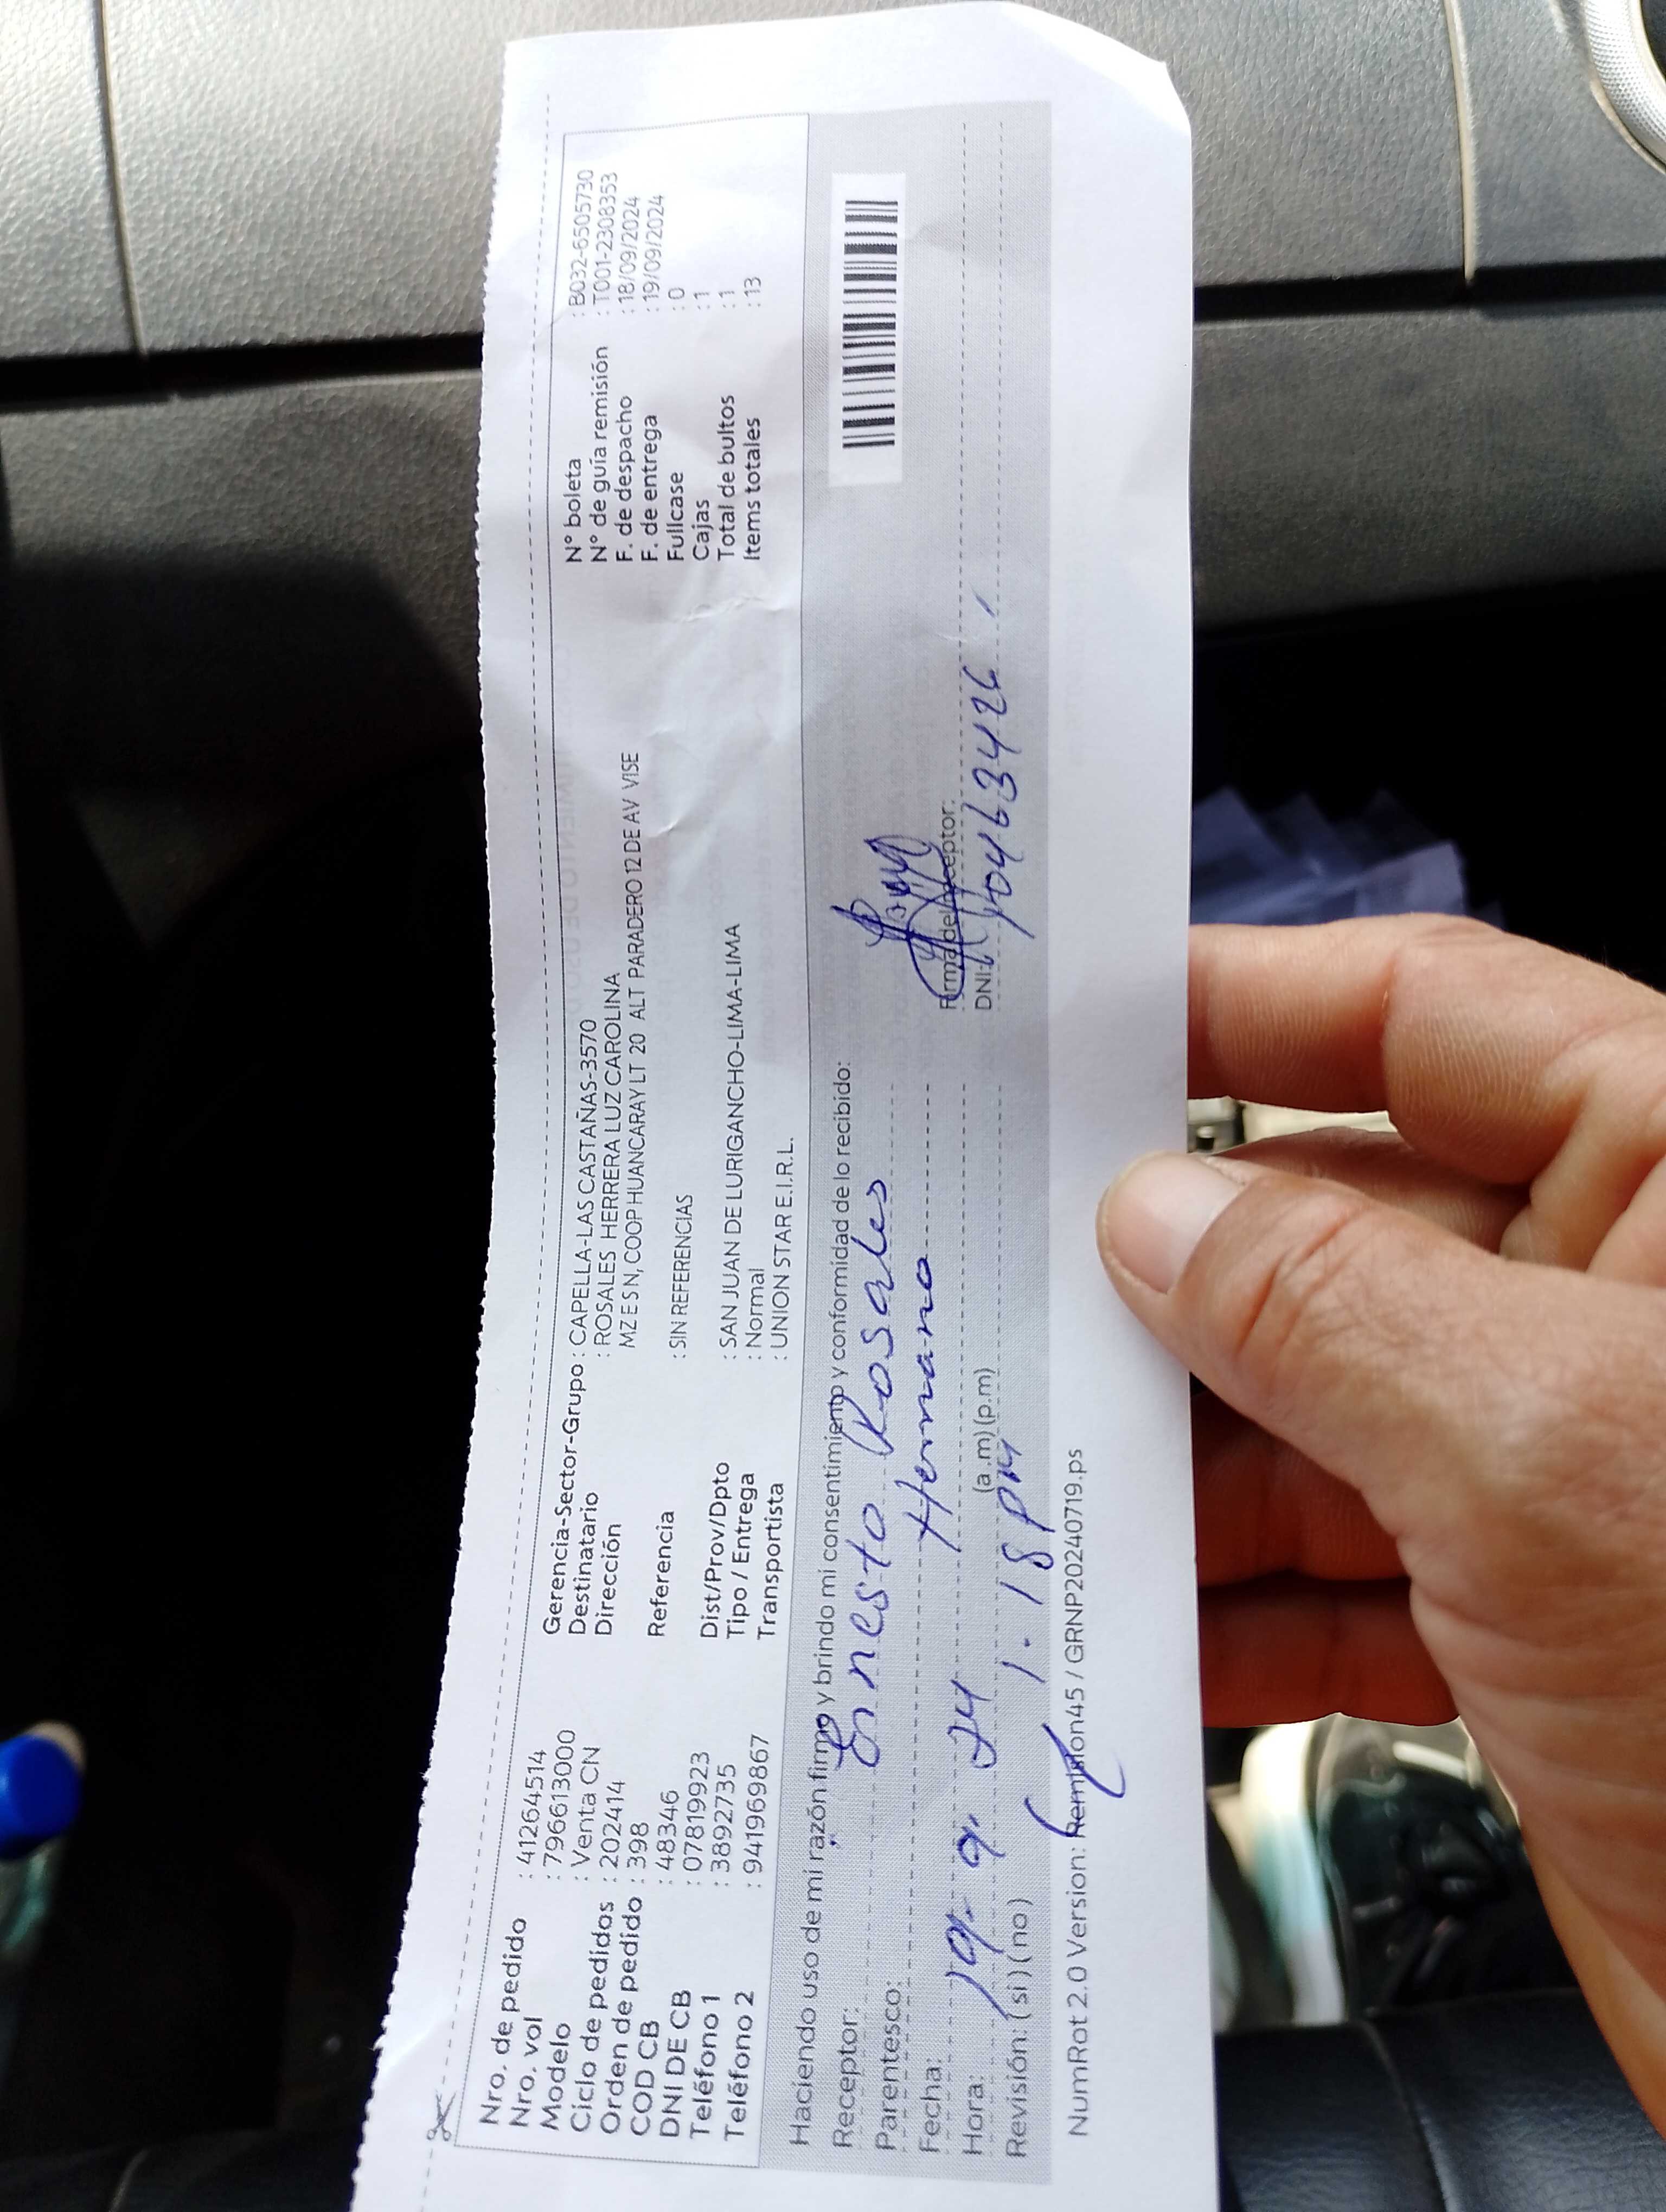 Nro. de pedido : 412641514
Nro. vol : 796613000
Modelo : Venta CN
Ciclo de pedidos : 202414
Orden de pedido : 398
COD CB : 48346
DNI DE CB : 07819923
Teléfono 1 : 3892735
Teléfono 2 : 941969867
Gerencia-Sector-Grupo : CAPELLA-LAS CASTAÑAS-3570
Destinatario : ROSALES HERRERA LUZ CAROLINA
Dirección MZ E S N, COOP HUANCARAY LT 20 ALT PARADERO 12 DE AV VISE
Referencia : SIN REFERENCIAS
Dist/Prov/Dpto : SAN JUAN DE LURIGANCHO-LIMA-LIMA
Tipo / Entrega : Normal
Transportista : UNION STAR E.I.R.L.
N° boleta : B032-6505730
N° de guía remisión : T001-2308353
F. de despacho : 18/09/2024
F. de entrega : 19/09/2024
Fullcase : 0
Cajas : 1
Total de bultos : 1
Items totales : 13
Haciendo uso de mi razón firmo y brindo mi consentimiento y conformidad de lo recibido:
Receptor: Ernesto Rosales
Parentesco: Hermano
Fecha: 19. 9. 24
Hora: 1.18 PM (a.m) (p.m)
Revisión: (si) (no)
Firma del receptor:
DNI:
NumRot 2.0 Version: Remision45 / GRNP20240719.ps